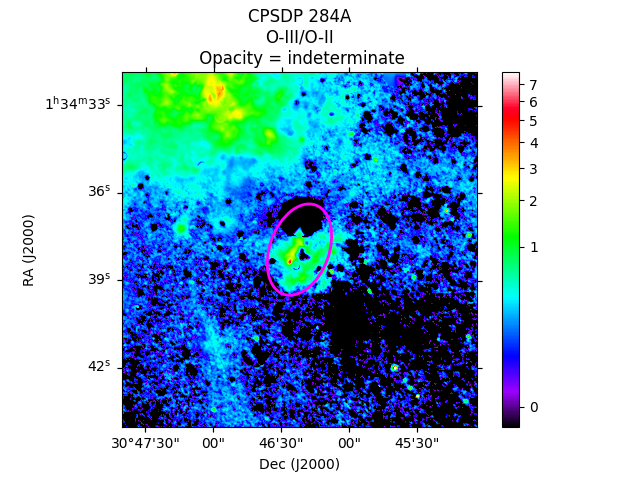 CPSDP 284A
O-III/O-II
Opacity = indeterminate
1ʰ34ᵐ33ˢ
36ˢ
39ˢ
42ˢ
RA (J2000)
30°47'30" 00" 46'30" 00" 45'30"
Dec (J2000)
7
6
5
4
3
2
1
0